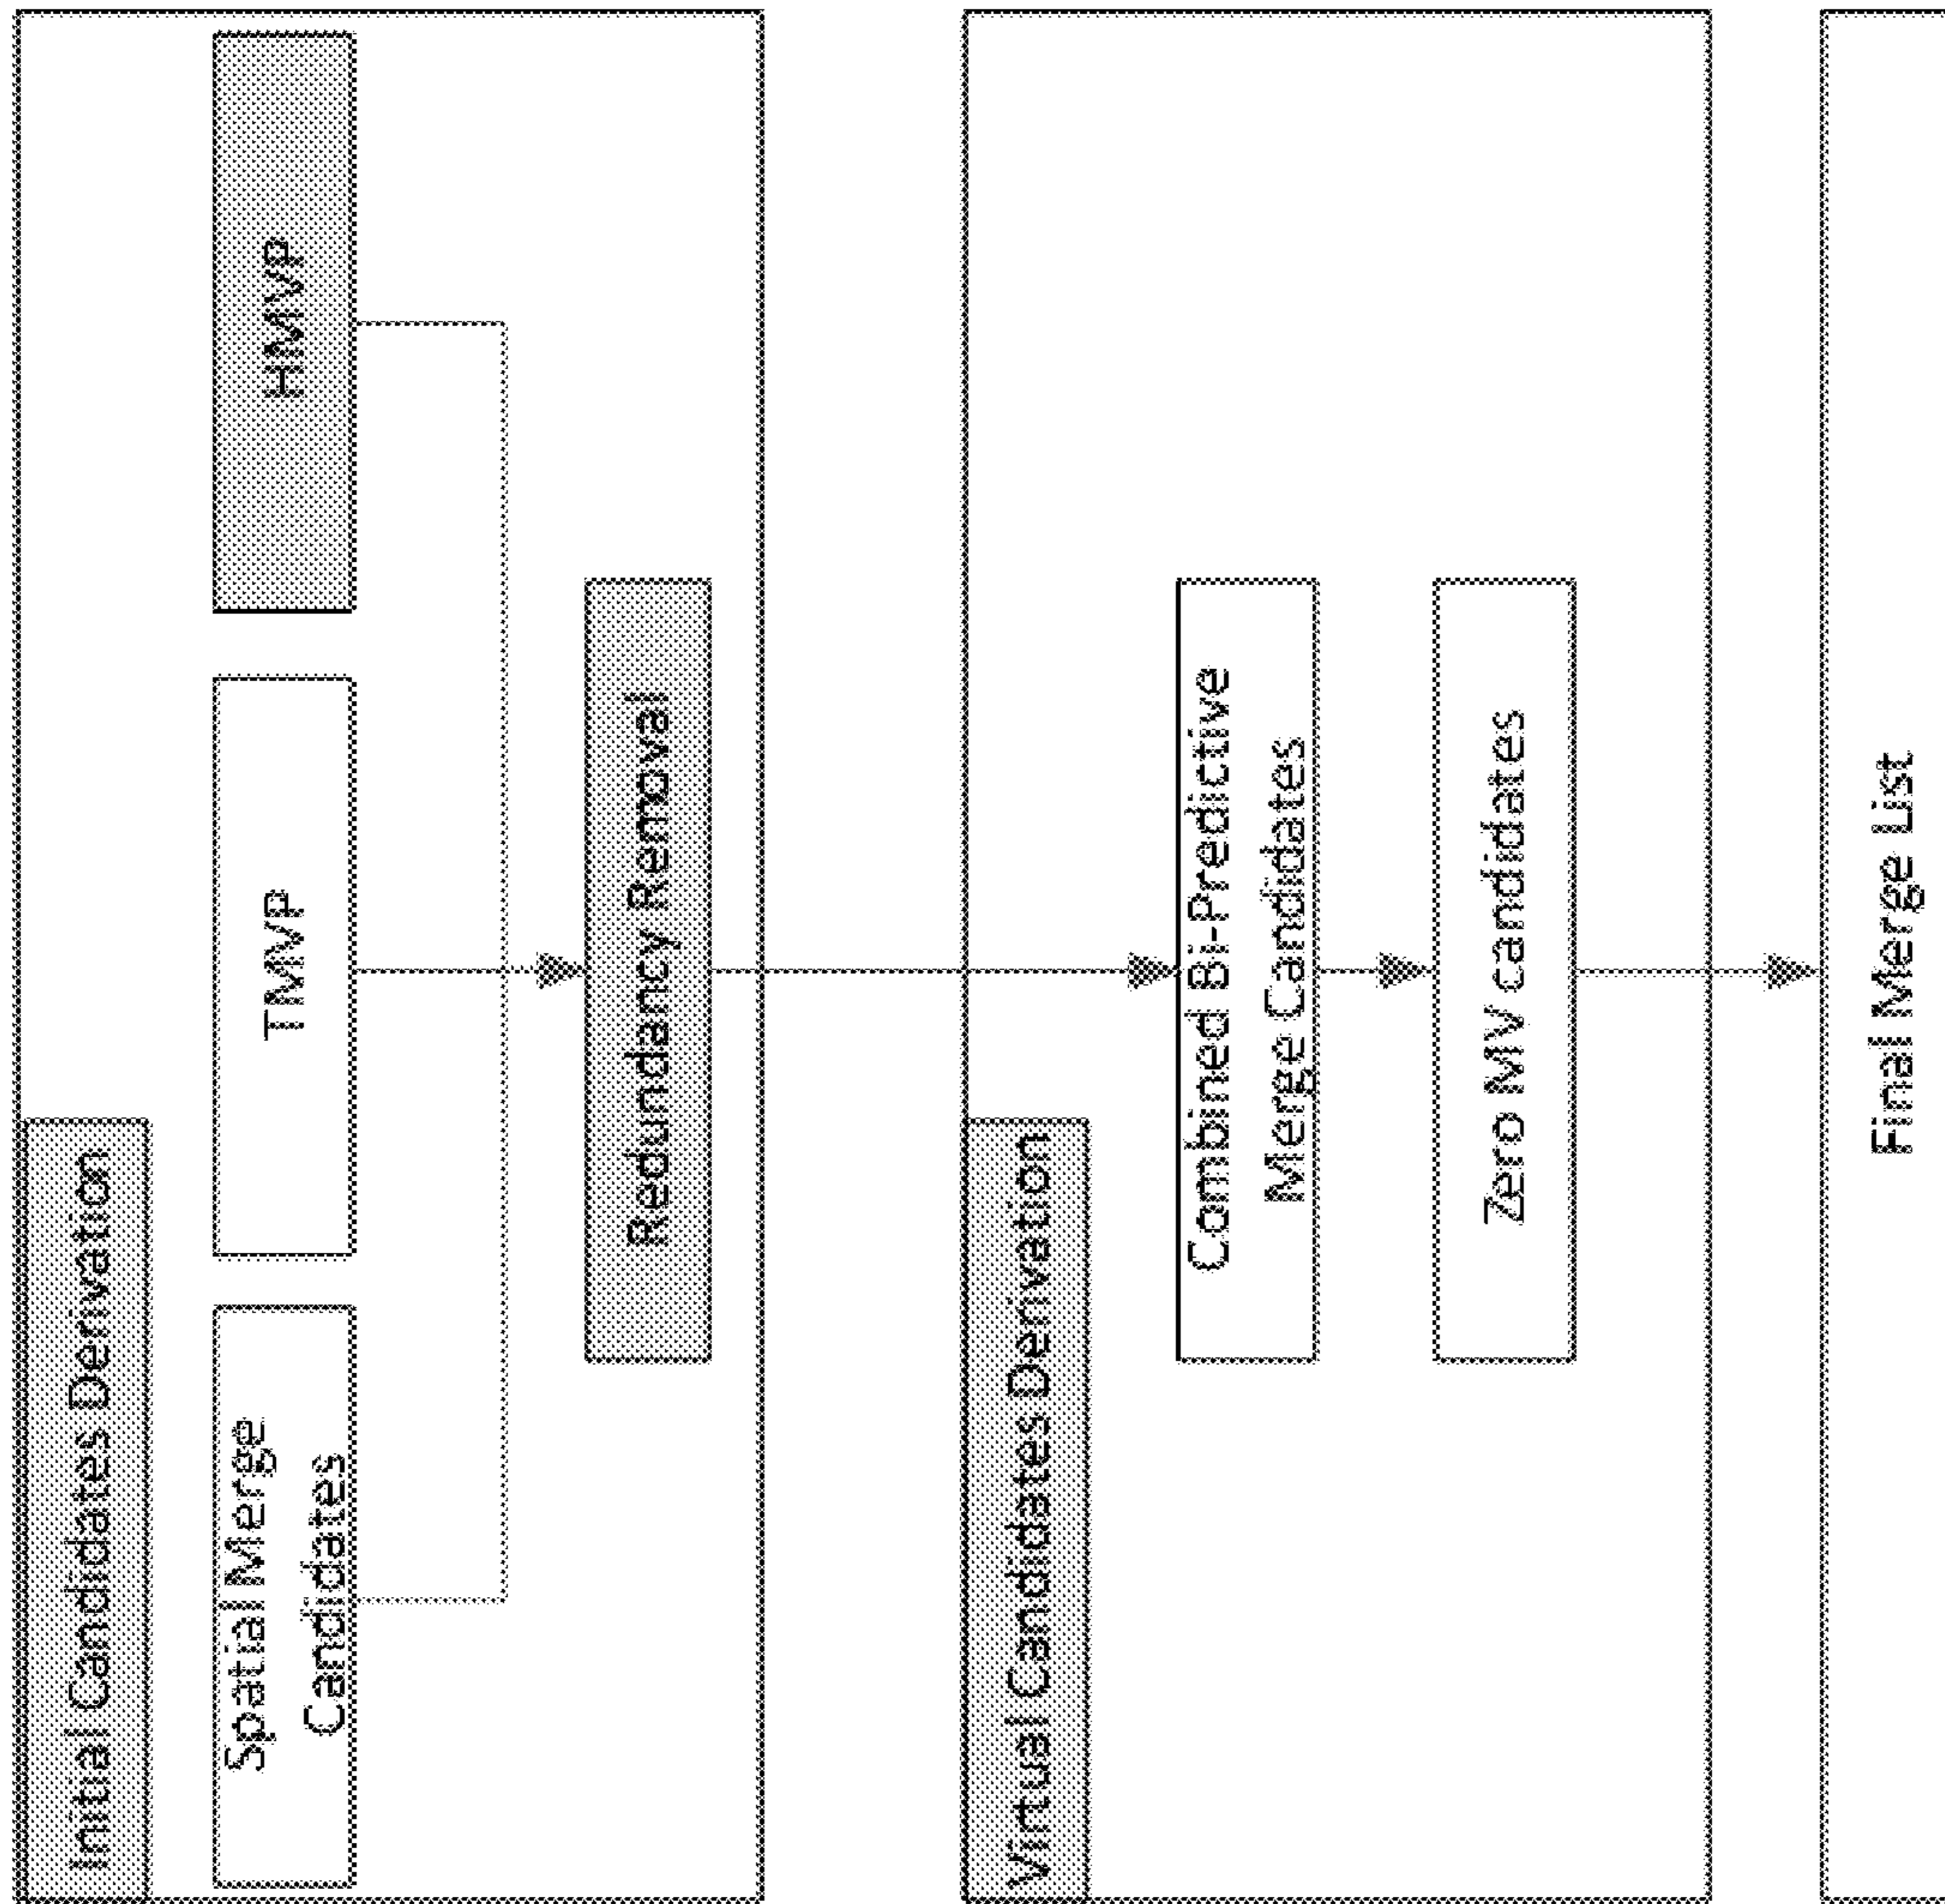 Initial Candidates Derivation
Spatial Merge
Candidates
TMVP
HMVP
Redundancy Removal
Virtual Candidates Derivation
Combined Bi-Predictive
Merge Candidates
Zero MV candidates
Final Merge List